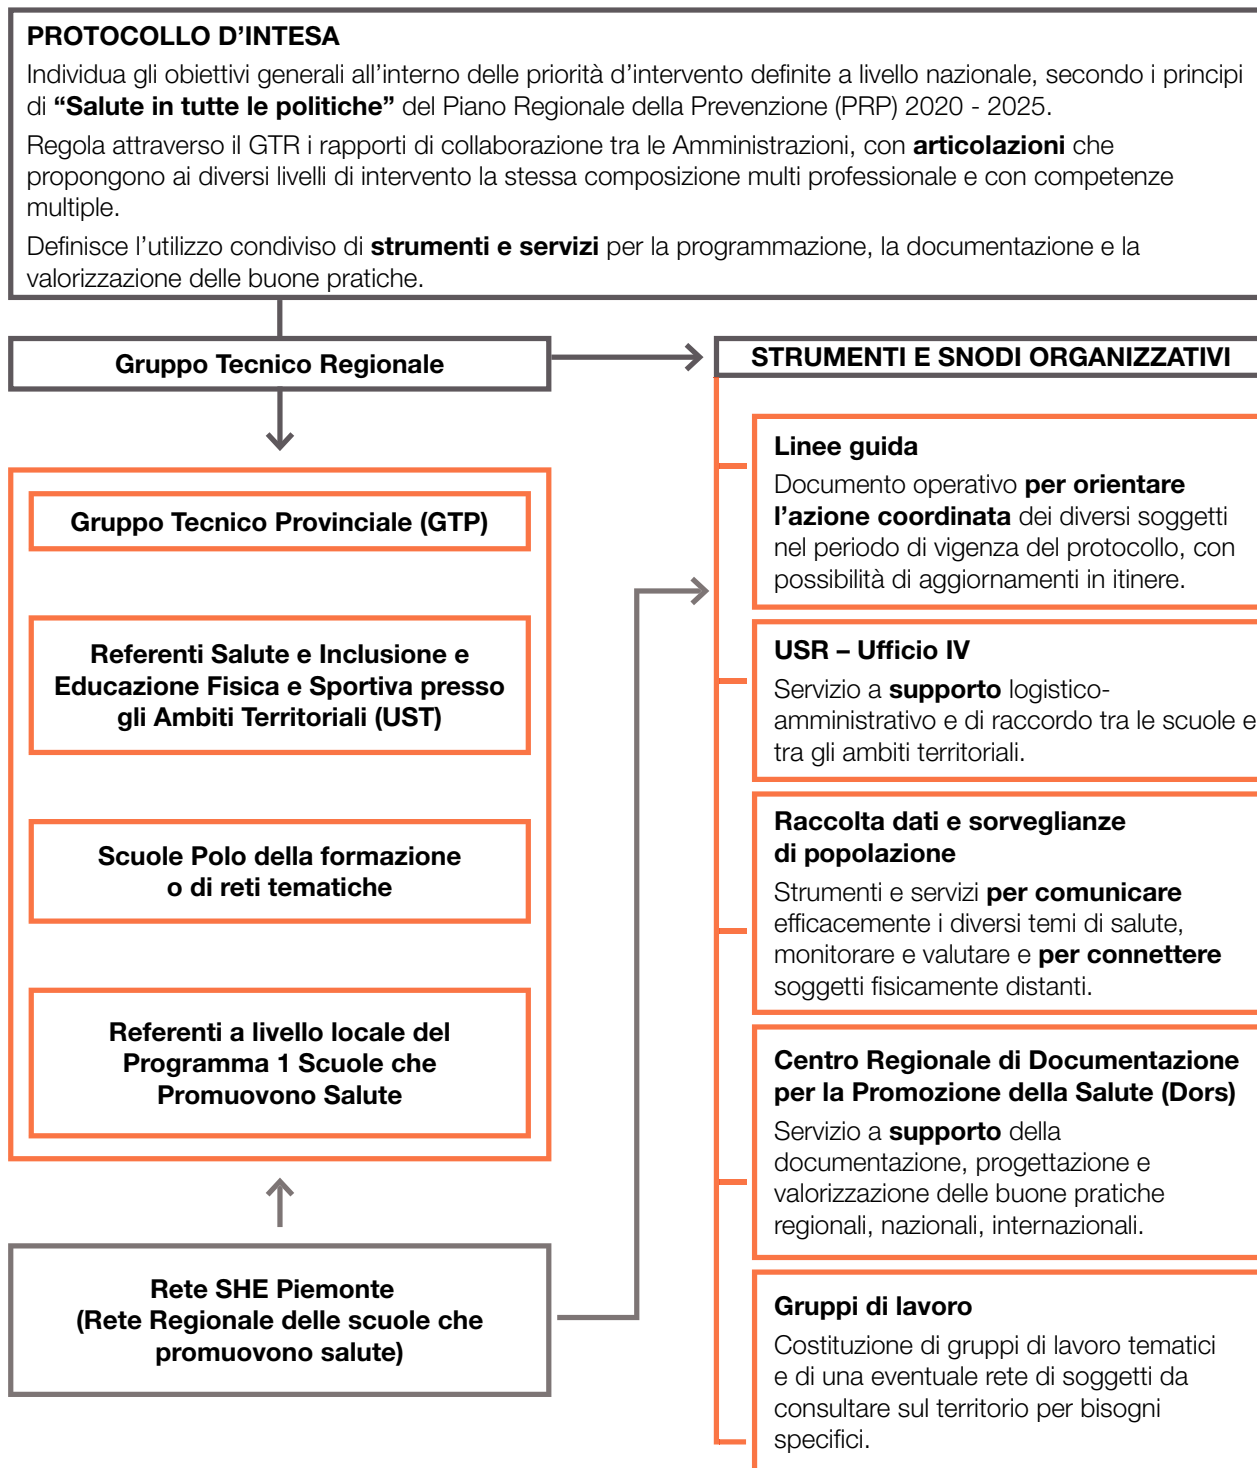 PROTOCOLLO D’INTESA
Individua gli obiettivi generali all’interno delle priorità d’intervento definite a livello nazionale, secondo i principi
di “Salute in tutte le politiche” del Piano Regionale della Prevenzione (PRP) 2020 - 2025.
Regola attraverso il GTR i rapporti di collaborazione tra le Amministrazioni, con articolazioni che
propongono ai diversi livelli di intervento la stessa composizione multi professionale e con competenze
multiple.
Definisce l’utilizzo condiviso di strumenti e servizi per la programmazione, la documentazione e la
valorizzazione delle buone pratiche.
Gruppo Tecnico Regionale
Gruppo Tecnico Provinciale (GTP)
Referenti Salute e Inclusione e
Educazione Fisica e Sportiva presso
gli Ambiti Territoriali (UST)
Scuole Polo della formazione
o di reti tematiche
Referenti a livello locale del
Programma 1 Scuole che
Promuovono Salute
Rete SHE Piemonte
(Rete Regionale delle scuole che
promuovono salute)
STRUMENTI E SNODI ORGANIZZATIVI
Linee guida
Documento operativo per orientare
l’azione coordinata dei diversi soggetti
nel periodo di vigenza del protocollo, con
possibilità di aggiornamenti in itinere.
USR – Ufficio IV
Servizio a supporto logistico-
amministrativo e di raccordo tra le scuole e
tra gli ambiti territoriali.
Raccolta dati e sorveglianze
di popolazione
Strumenti e servizi per comunicare
efficacemente i diversi temi di salute,
monitorare e valutare e per connettere
soggetti fisicamente distanti.
Centro Regionale di Documentazione
per la Promozione della Salute (Dors)
Servizio a supporto della
documentazione, progettazione e
valorizzazione delle buone pratiche
regionali, nazionali, internazionali.
Gruppi di lavoro
Costituzione di gruppi di lavoro tematici
e di una eventuale rete di soggetti da
consultare sul territorio per bisogni
specifici.